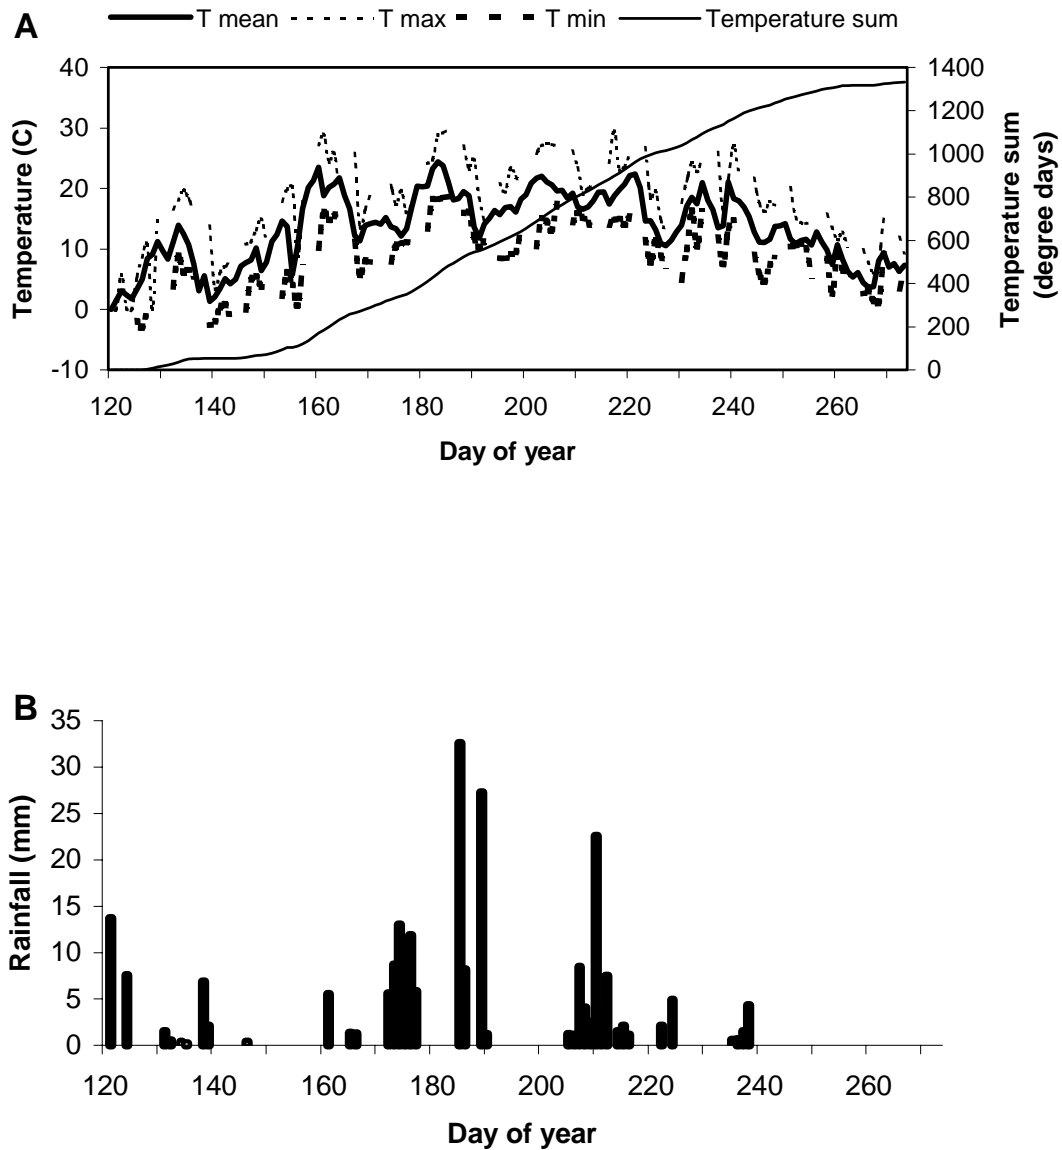 A
T mean T max T min Temperature sum
40 1400
30 1200
20 1000
10 800
0 600
-10 400
200
0
Temperature (C)
Temperature sum
(degree days)
120 140 160 180 200 220 240 260
Day of year
B
35
30
25
20
15
10
5
0
Rainfall (mm)
120 140 160 180 200 220 240 260
Day of year